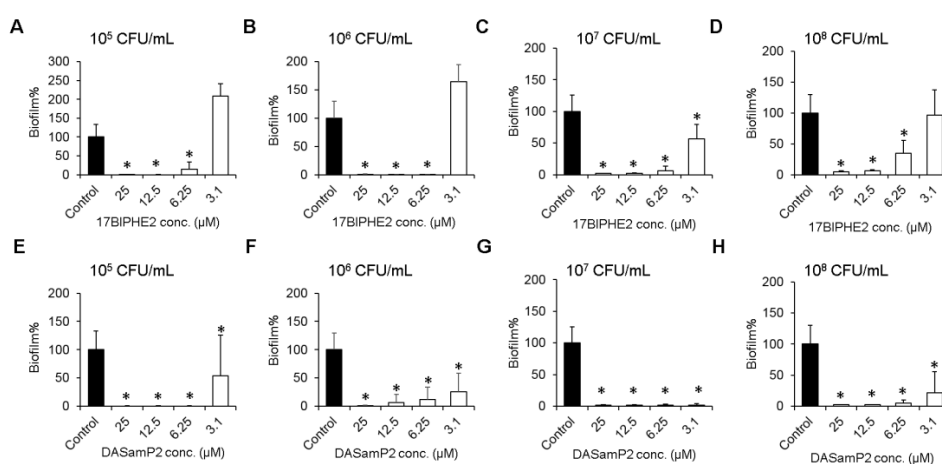 A
10⁵ CFU/mL
300
250
200
150
100
50
0
Biofilm%
*
*
*
Control
25
12.5
6.25
3.1
17BIPHE2 conc. (µM)
B
10⁶ CFU/mL
200
150
100
50
0
Biofilm%
*
*
*
Control
25
12.5
6.25
3.1
17BIPHE2 conc. (µM)
C
10⁷ CFU/mL
200
150
100
50
0
Biofilm%
*
*
*
*
Control
25
12.5
6.25
3.1
17BIPHE2 conc. (µM)
D
10⁸ CFU/mL
200
150
100
50
0
Biofilm%
*
*
*
Control
25
12.5
6.25
3.1
17BIPHE2 conc. (µM)
E
10⁵ CFU/mL
200
150
100
50
0
Biofilm%
*
*
*
*
Control
25
12.5
6.25
3.1
DASamP2 conc. (µM)
F
10⁶ CFU/mL
200
150
100
50
0
Biofilm%
*
*
*
*
Control
25
12.5
6.25
3.1
DASamP2 conc. (µM)
G
10⁷ CFU/mL
200
150
100
50
0
Biofilm%
*
*
*
*
Control
25
12.5
6.25
3.1
DASamP2 conc. (µM)
H
10⁸ CFU/mL
200
150
100
50
0
Biofilm%
*
*
*
*
Control
25
12.5
6.25
3.1
DASamP2 conc. (µM)